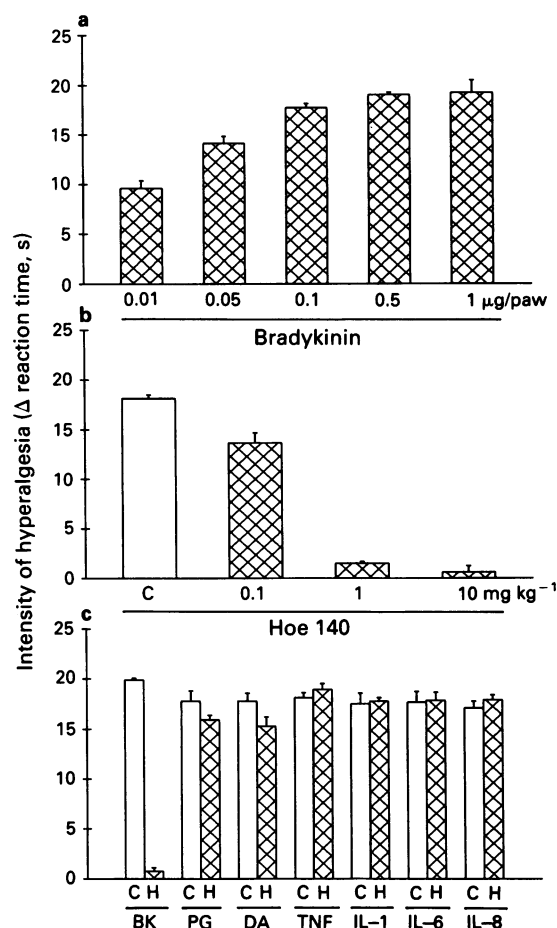 a
25
20
15
10
5
0
0.01 0.05 0.1 0.5 1 μg/paw
Bradykinin
b
25
20
15
10
5
0
C 0.1 1 10 mg kg−1
Hoe 140
c
25
20
15
10
5
0
C H C H C H C H C H C H C H
BK PG DA TNF IL–1 IL–6 IL–8
Intensity of hyperalgesia (Δ reaction time, s)